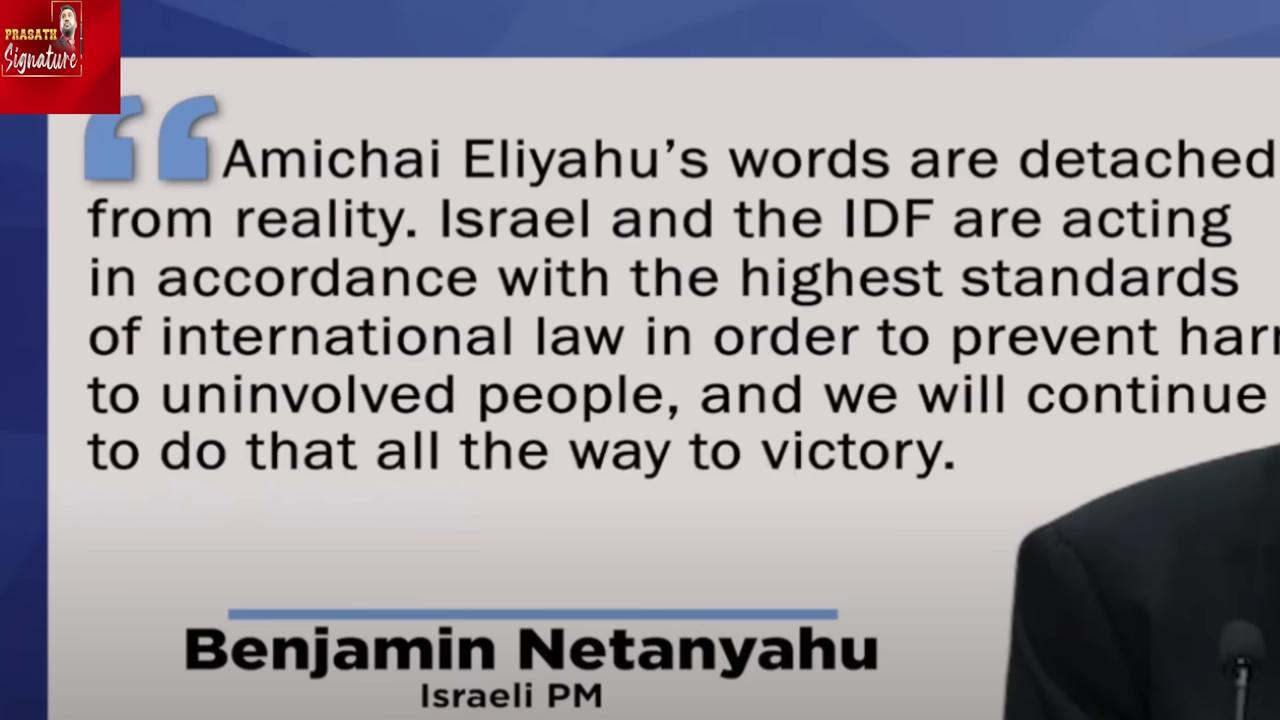 PRASATH
Signature
“Amichai Eliyahu’s words are detached
from reality. Israel and the IDF are acting
in accordance with the highest standards
of international law in order to prevent
to uninvolved people, and we will continue
to do that all the way to victory.
Benjamin Netanyahu
Israeli PM